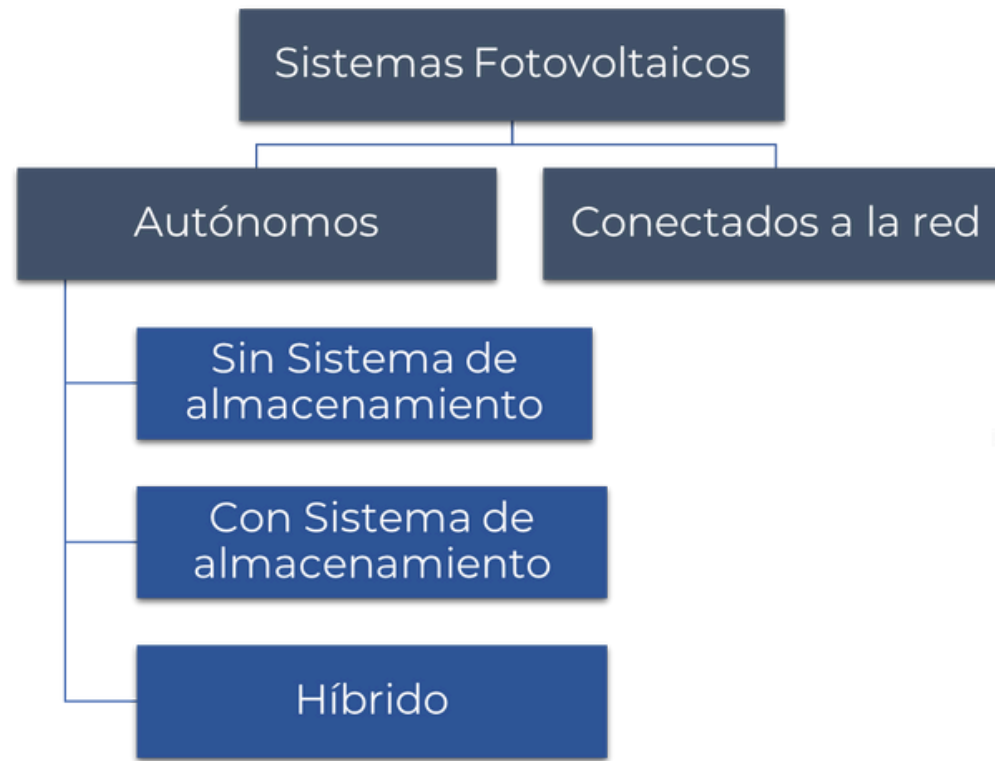 Sistemas Fotovoltaicos
Autónomos
Conectados a la red
Sin Sistema de
almacenamiento
Con Sistema de
almacenamiento
Híbrido